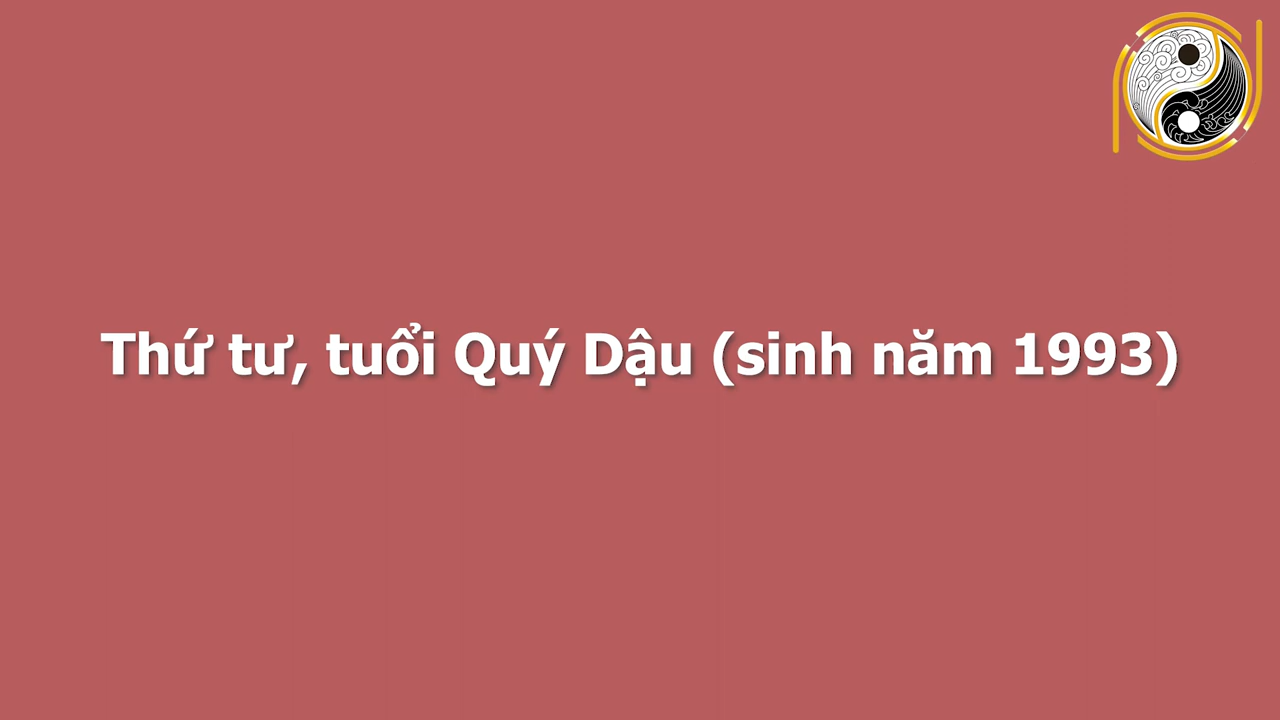 Thứ tư, tuổi Quý Dậu (sinh năm 1993)